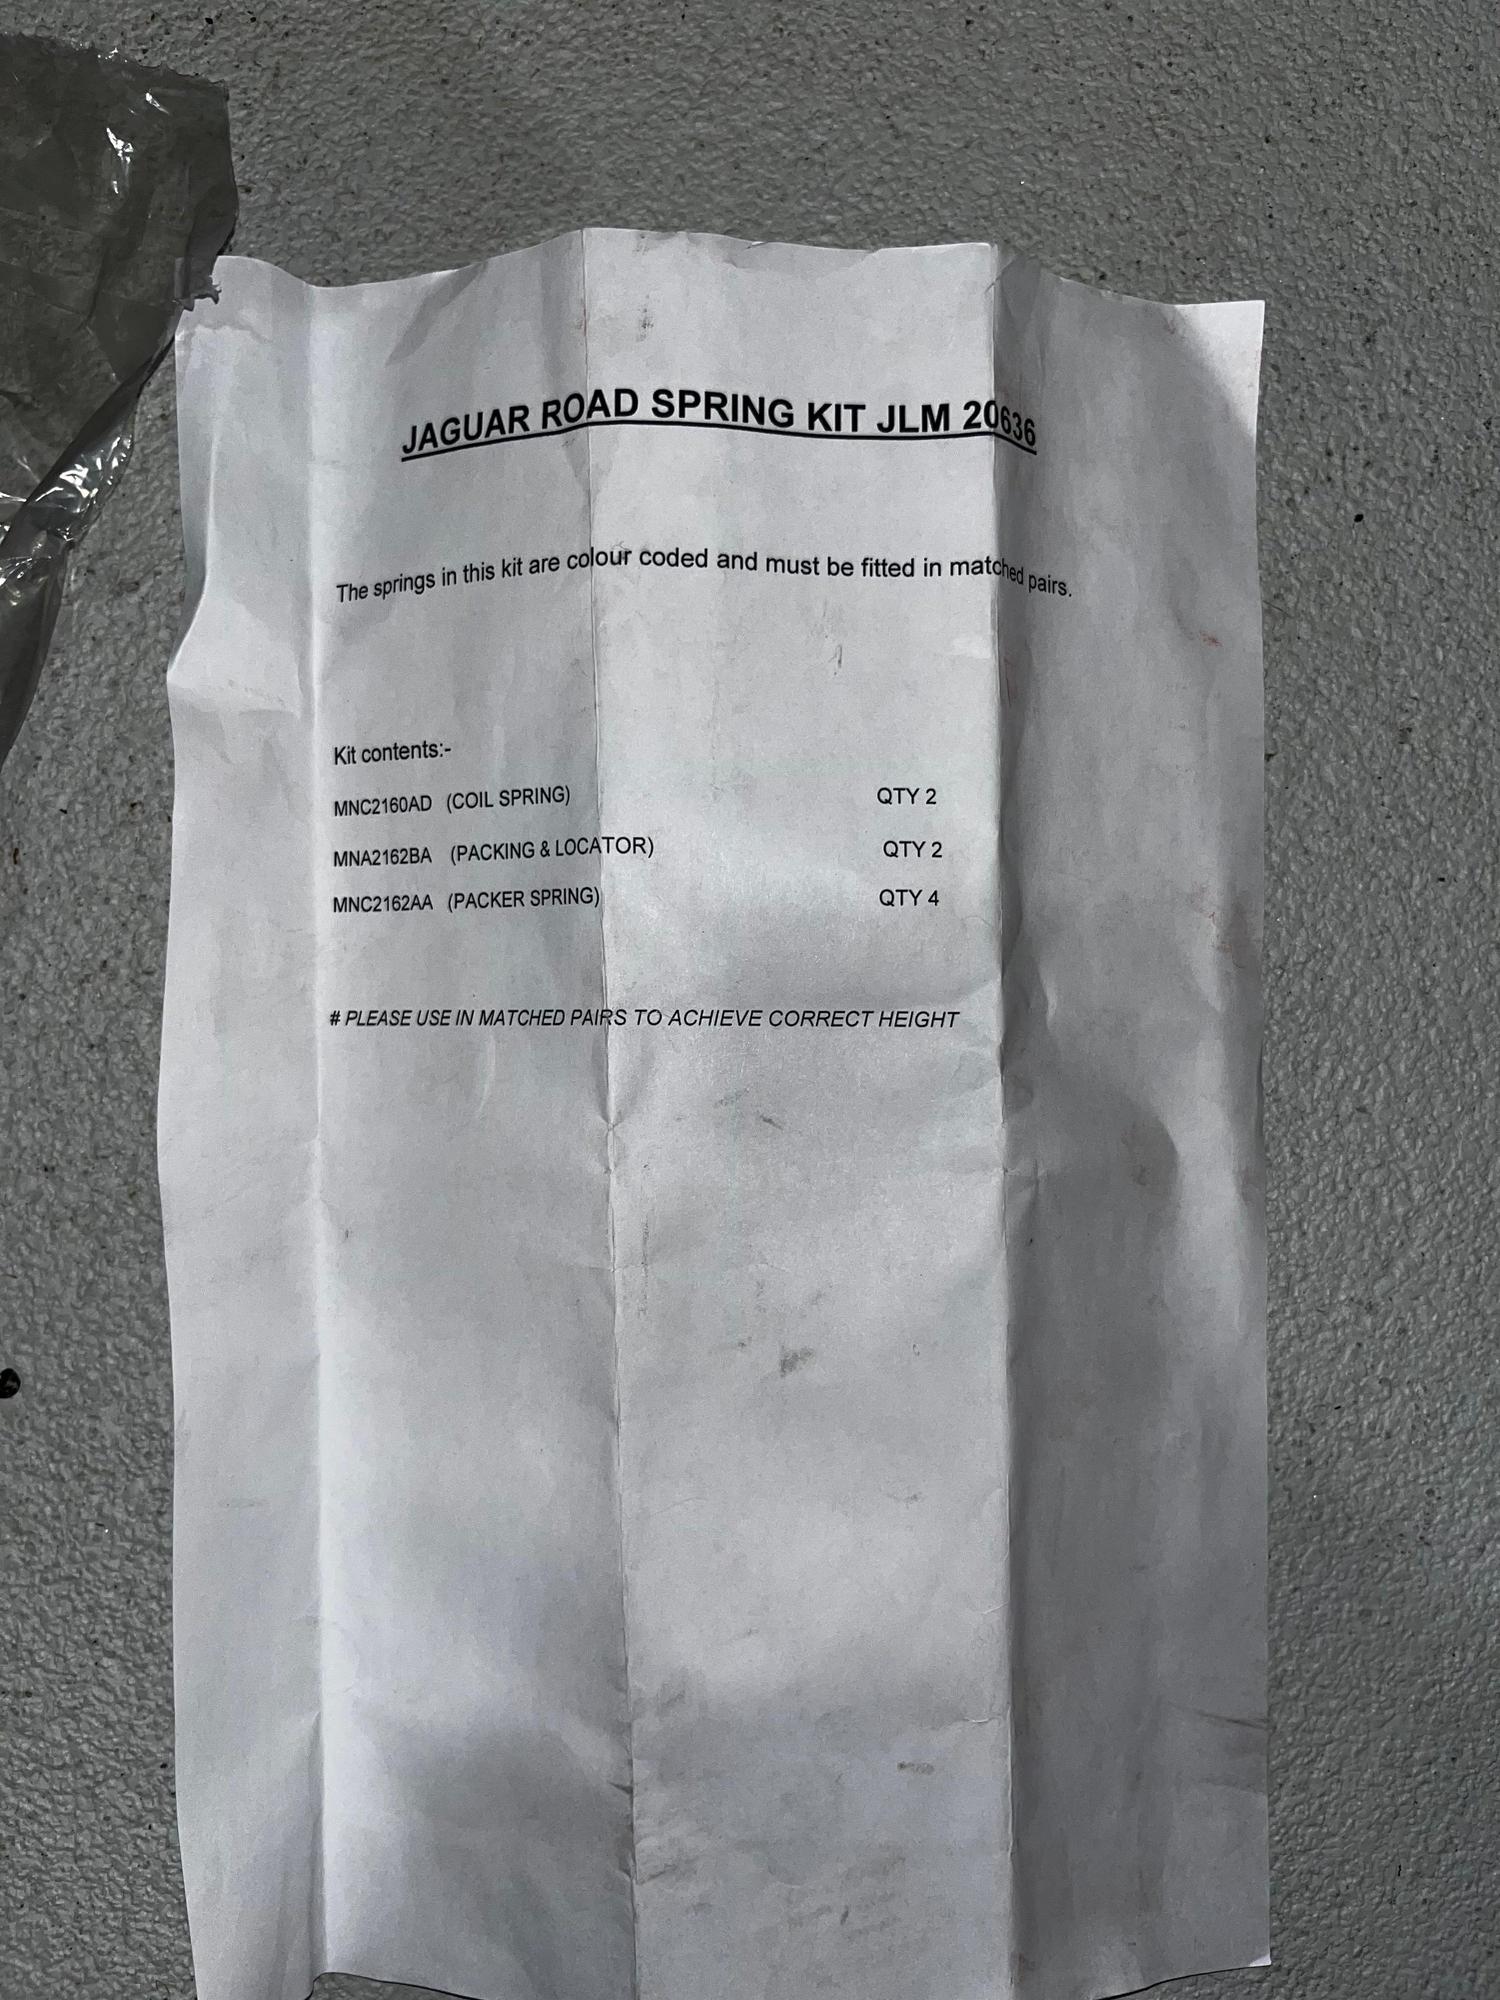 JAGUAR ROAD SPRING KIT JLM 20636
The springs in this kit are colour coded and must be fitted in matched pairs.
Kit contents:-
MNC2160AD (COIL SPRING) QTY 2
MNA2162BA (PACKING & LOCATOR) QTY 2
MNC2162AA (PACKER SPRING) QTY 4
# PLEASE USE IN MATCHED PAIRS TO ACHIEVE CORRECT HEIGHT